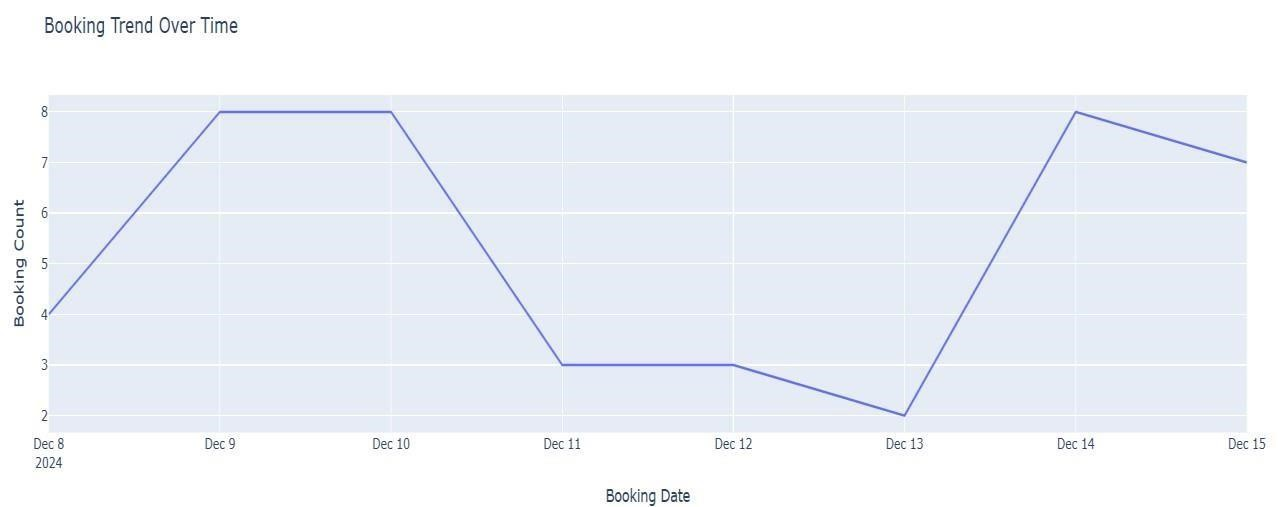 Booking Trend Over Time
Booking Count
8
7
6
5
4
3
2
Dec 8 Dec 9 Dec 10 Dec 11 Dec 12 Dec 13 Dec 14 Dec 15
2024
Booking Date